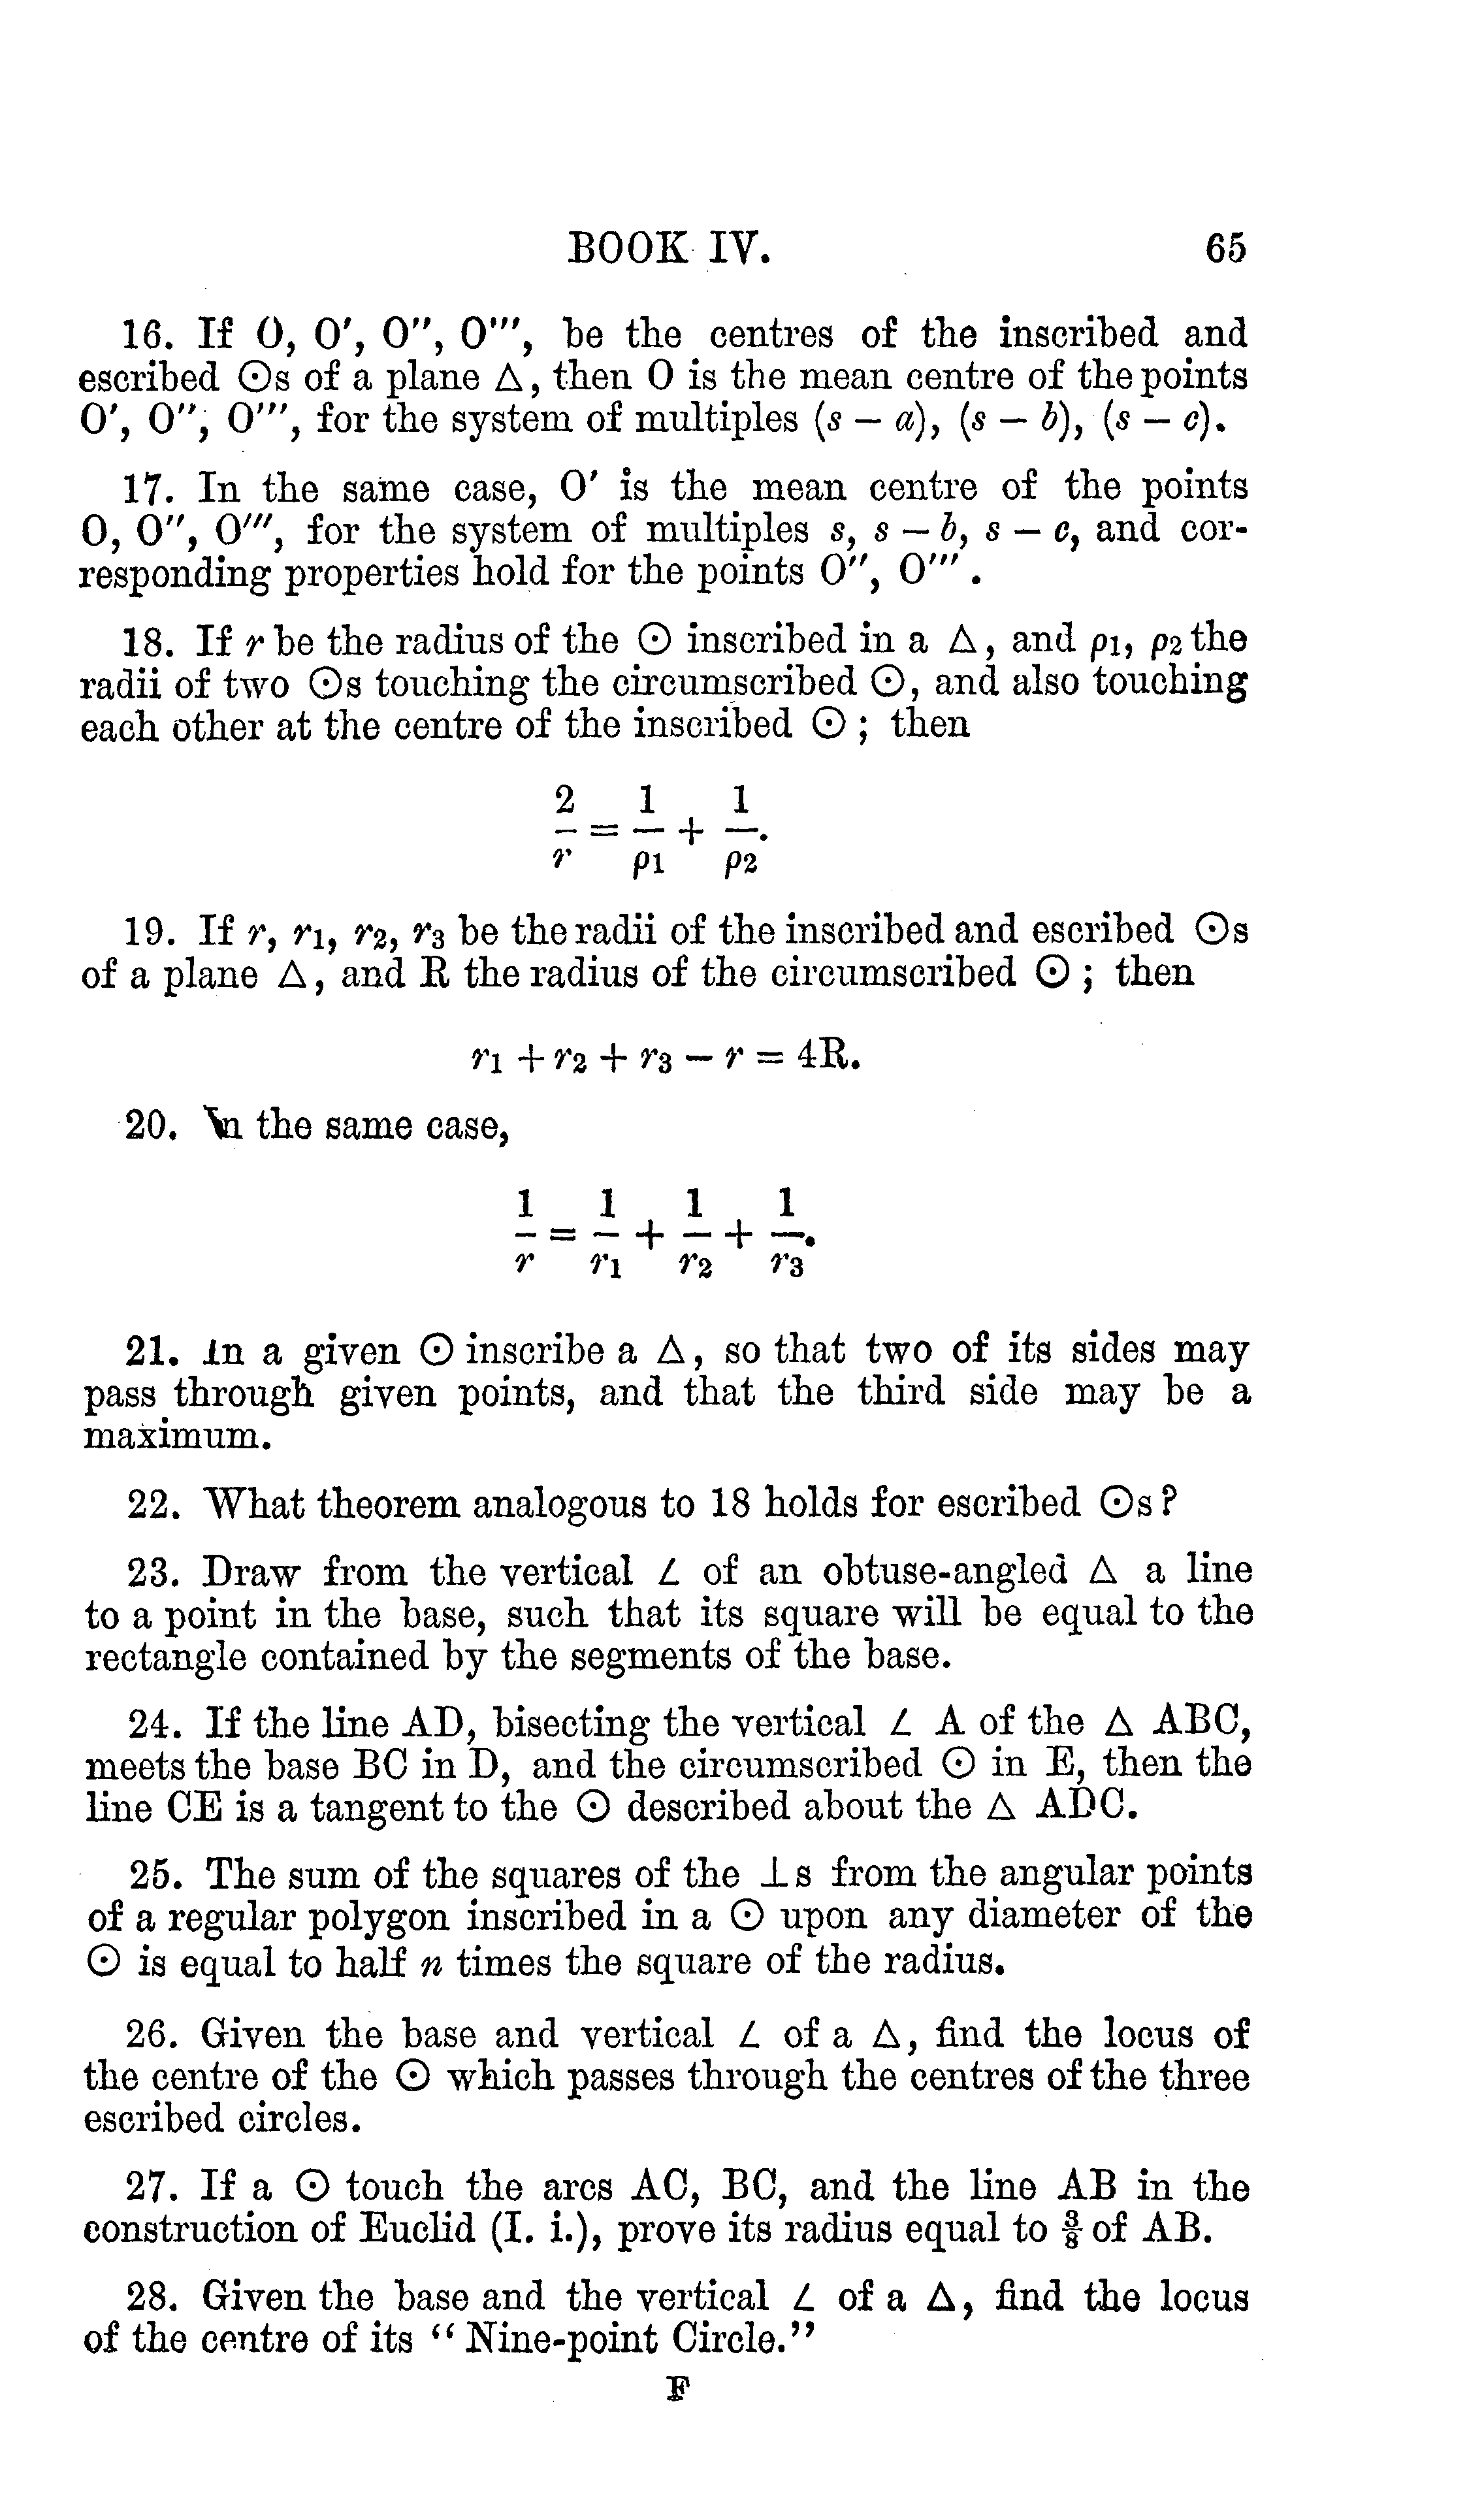 BOOK IV. 65
16. If O, O′, O″, O‴, be the centres of the inscribed and
escribed ⊙s of a plane △, then O is the mean centre of the points
O′, O″, O‴, for the system of multiples (s − a), (s − b), (s − c).
17. In the same case, O′ is the mean centre of the points
O, O″, O‴, for the system of multiples s, s − b, s − c, and cor-
responding properties hold for the points O″, O‴.
18. If r be the radius of the ⊙ inscribed in a △, and ρ1, ρ2 the
radii of two ⊙s touching the circumscribed ⊙, and also touching
each other at the centre of the inscribed ⊙; then
2/r = 1/ρ1 + 1/ρ2.
19. If r, r1, r2, r3 be the radii of the inscribed and escribed ⊙s
of a plane △, and R the radius of the circumscribed ⊙; then
r1 + r2 + r3 − r = 4R.
20. In the same case,
1/r = 1/r1 + 1/r2 + 1/r3.
21. In a given ⊙ inscribe a △, so that two of its sides may
pass through given points, and that the third side may be a
maximum.
22. What theorem analogous to 18 holds for escribed ⊙s?
23. Draw from the vertical ∠ of an obtuse-angled △ a line
to a point in the base, such that its square will be equal to the
rectangle contained by the segments of the base.
24. If the line AD, bisecting the vertical ∠ A of the △ ABC,
meets the base BC in D, and the circumscribed ⊙ in E, then the
line CE is a tangent to the ⊙ described about the △ ADC.
25. The sum of the squares of the ⊥s from the angular points
of a regular polygon inscribed in a ⊙ upon any diameter of the
⊙ is equal to half n times the square of the radius.
26. Given the base and vertical ∠ of a △, find the locus of
the centre of the ⊙ which passes through the centres of the three
escribed circles.
27. If a ⊙ touch the arcs AC, BC, and the line AB in the
construction of Euclid (I. i.), prove its radius equal to ⅜ of AB.
28. Given the base and the vertical ∠ of a △, find the locus
of the centre of its “Nine-point Circle.”
F